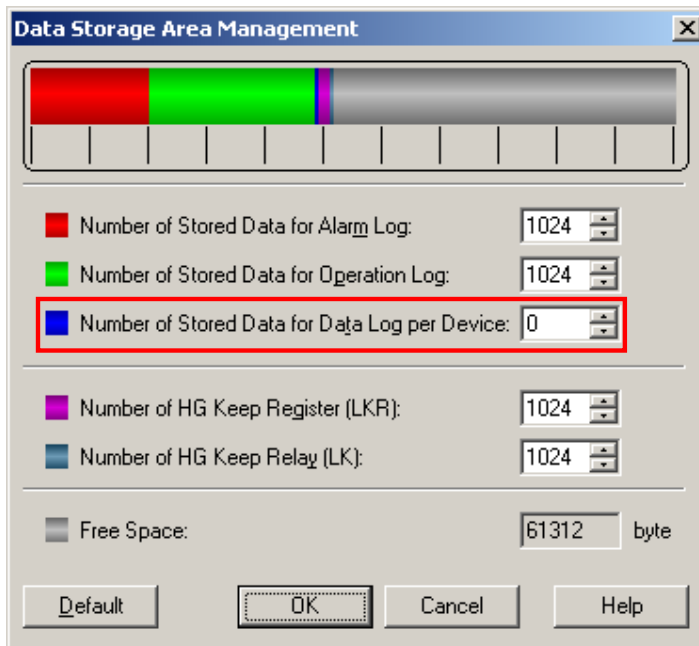 Data Storage Area Management
Number of Stored Data for Alarm Log: 1024
Number of Stored Data for Operation Log: 1024
Number of Stored Data for Data Log per Device: 0
Number of HG Keep Register (LKR): 1024
Number of HG Keep Relay (LK): 1024
Free Space: 61312 byte
Default OK Cancel Help